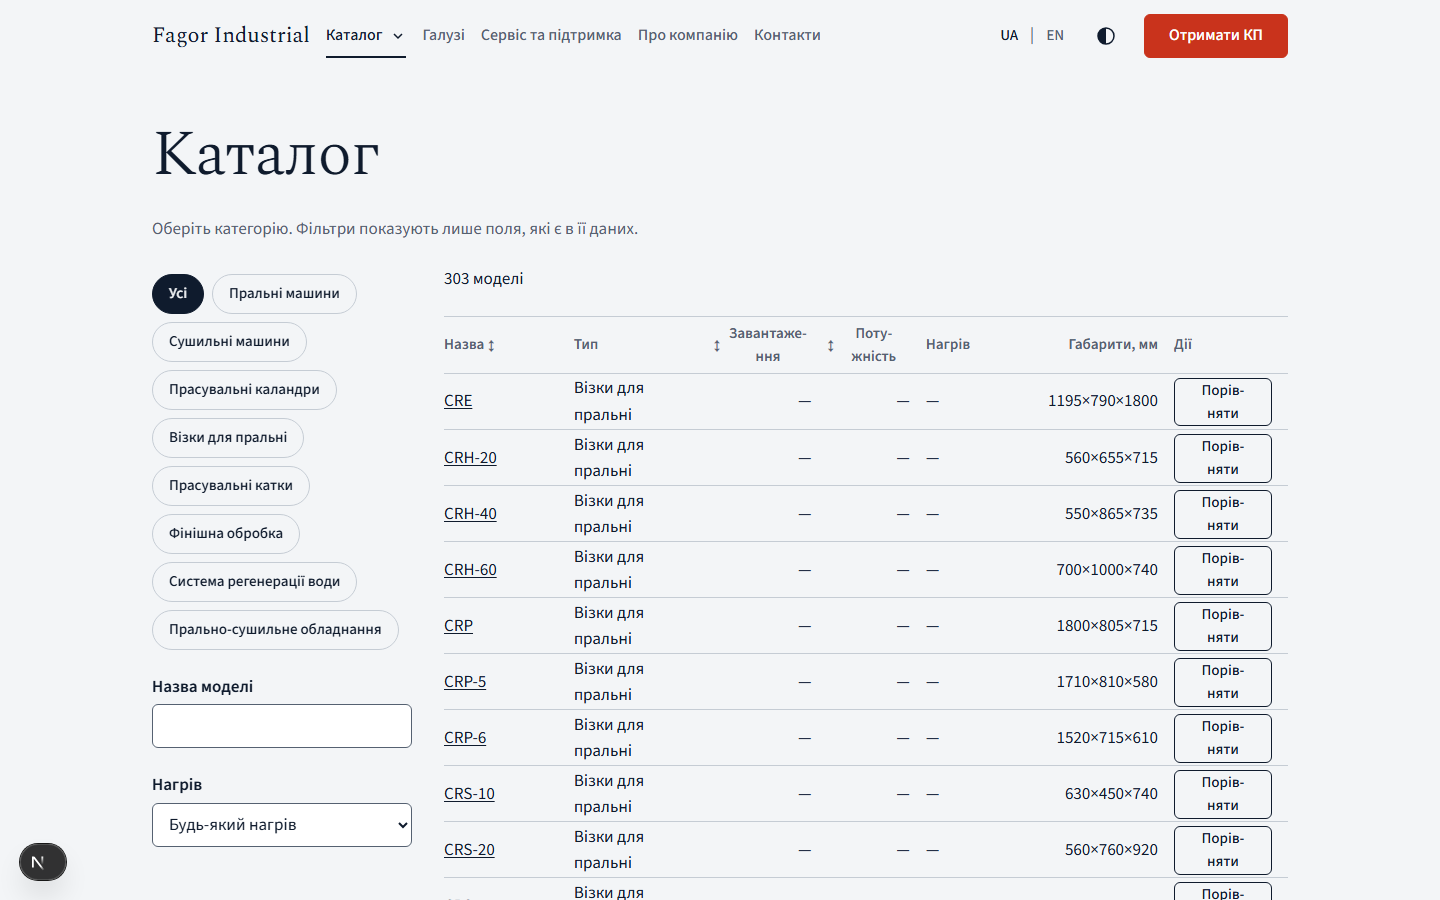 Fagor Industrial
Каталог
Галузі
Сервіс та підтримка
Про компанію
Контакти
UA | EN
Отримати КП
Каталог
Оберіть категорію. Фільтри показують лише поля, які є в її даних.
Усі
Пральні машини
Сушильні машини
Прасувальні каландри
Візки для пральні
Прасувальні катки
Фінішна обробка
Система регенерації води
Прально-сушильне обладнання
Назва моделі
Нагрів
Будь-який нагрів
N
303 моделі
Назва ↕ Тип ↕ Завантаже-
ння ↕ Поту-
жність Нагрів Габарити, мм Дії
CRE Візки для
пральні — — — 1195×790×1800 Порів-
няти
CRH-20 Візки для
пральні — — — 560×655×715 Порів-
няти
CRH-40 Візки для
пральні — — — 550×865×735 Порів-
няти
CRH-60 Візки для
пральні — — — 700×1000×740 Порів-
няти
CRP Візки для
пральні — — — 1800×805×715 Порів-
няти
CRP-5 Візки для
пральні — — — 1710×810×580 Порів-
няти
CRP-6 Візки для
пральні — — — 1520×715×610 Порів-
няти
CRS-10 Візки для
пральні — — — 630×450×740 Порів-
няти
CRS-20 Візки для
пральні — — — 560×760×920 Порів-
няти
Візки для
Порів-